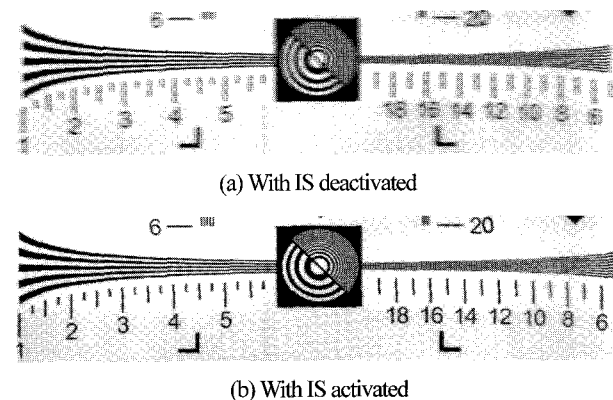 6 — 20
1 2 3 4 5 18 16 14 12 10 8 6
(a) With IS deactivated
6 — — 20
1 2 3 4 5 18 16 14 12 10 8 6
(b) With IS activated